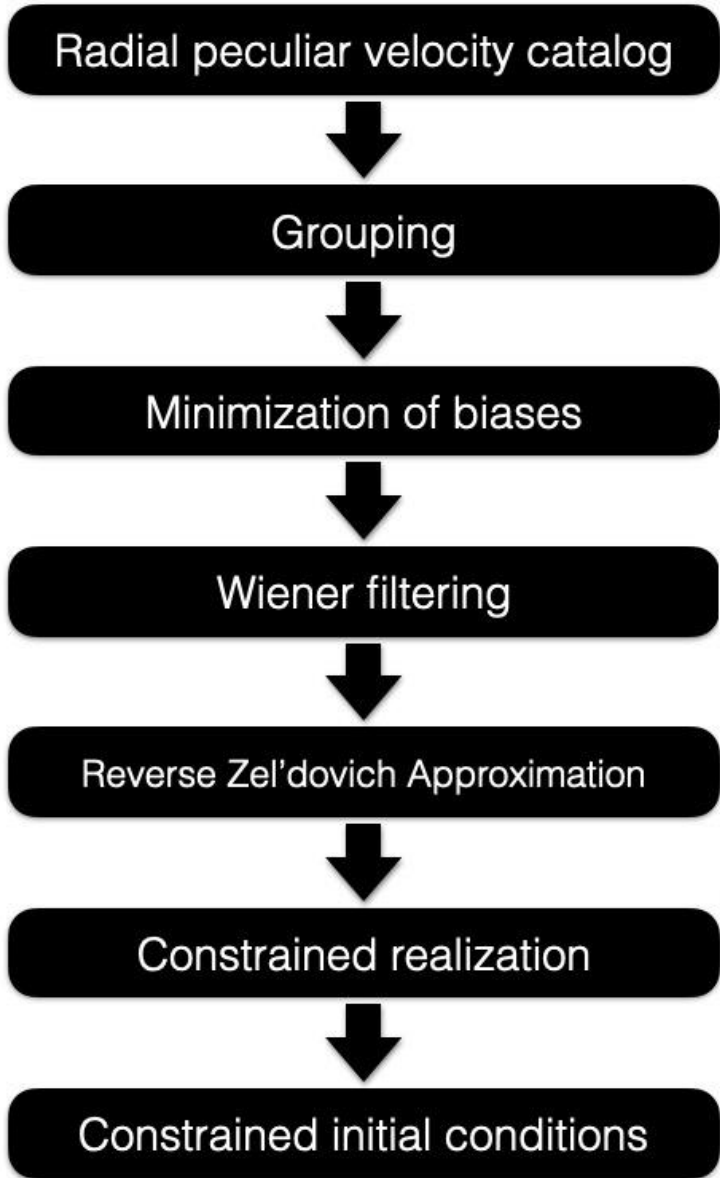 Radial peculiar velocity catalog
Grouping
Minimization of biases
Wiener filtering
Reverse Zel’dovich Approximation
Constrained realization
Constrained initial conditions